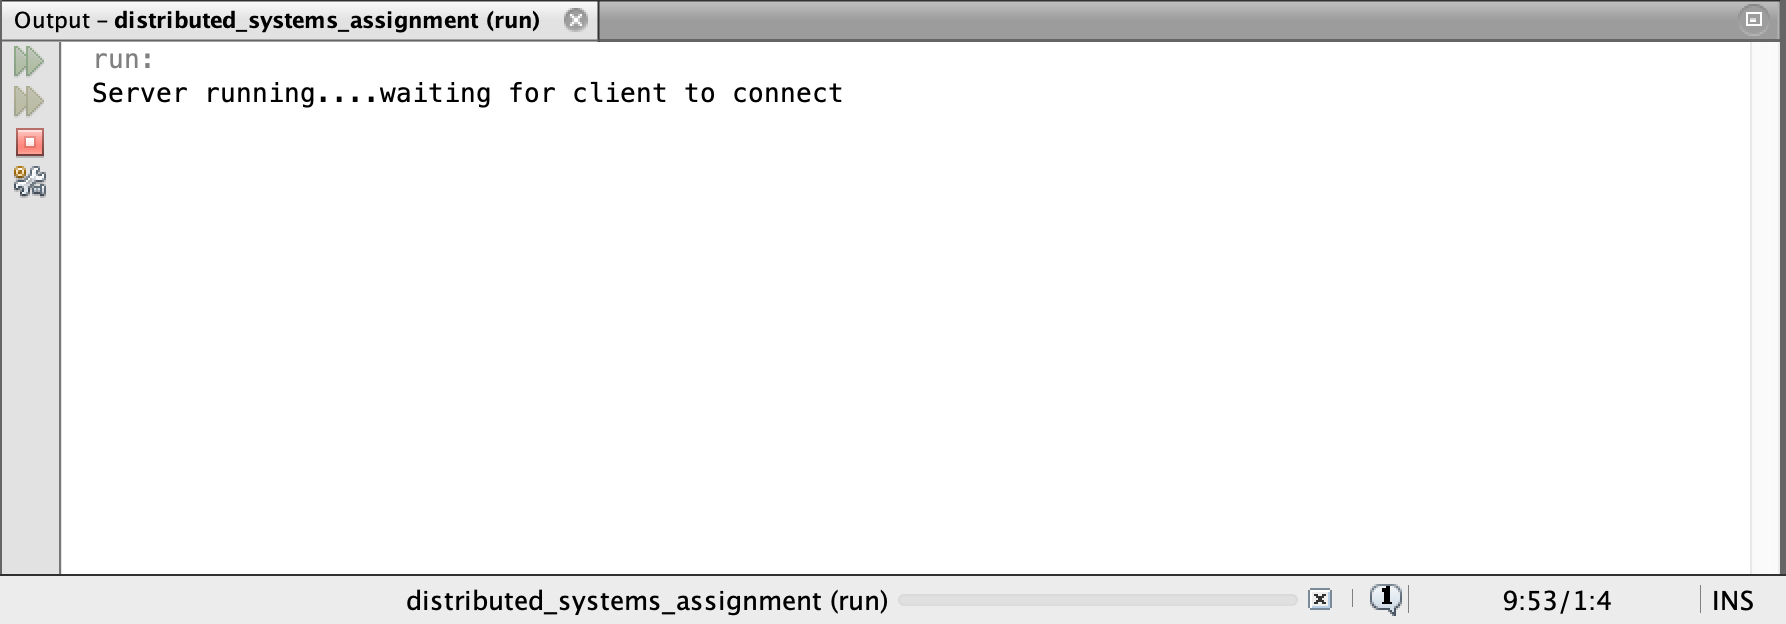 Output – distributed_systems_assignment (run)
run:
Server running....waiting for client to connect
distributed_systems_assignment (run)
1
9:53/1:4
INS